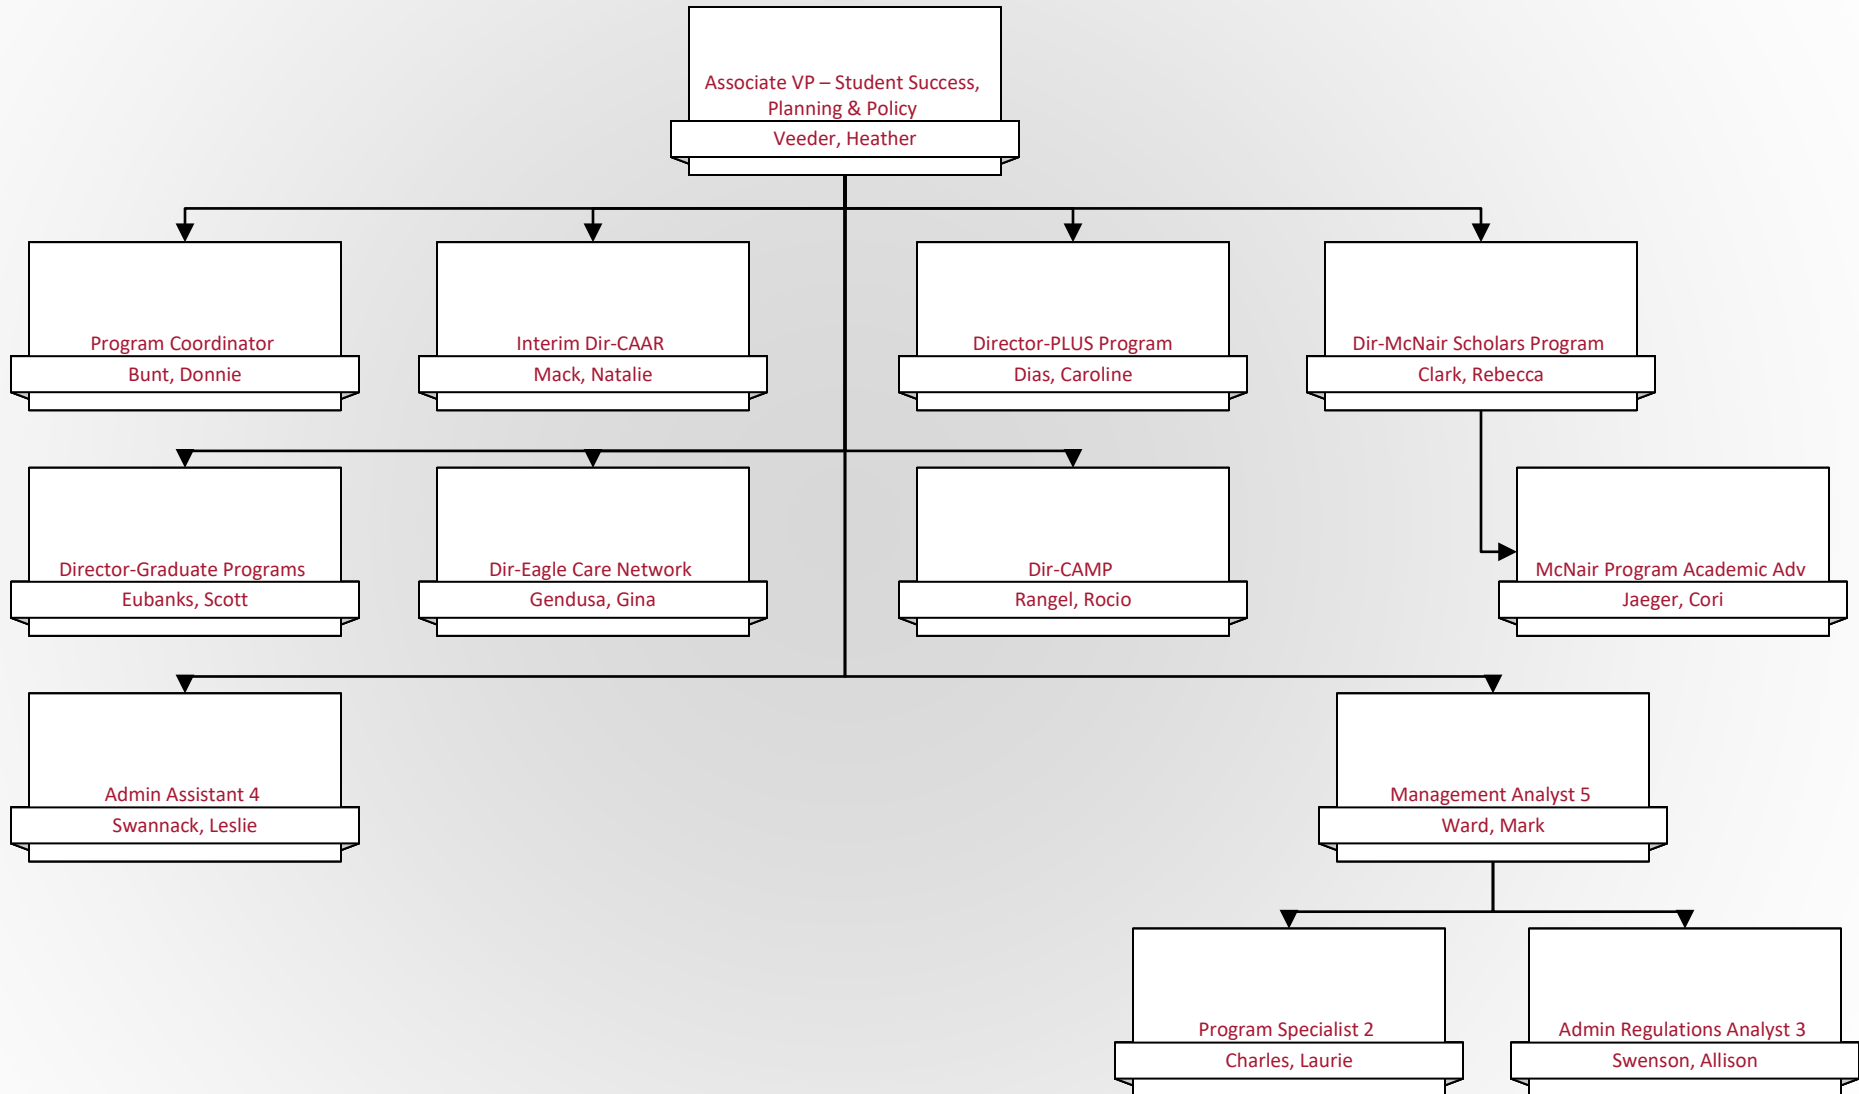 Associate VP – Student Success,
Planning & Policy
Veeder, Heather
Program Coordinator
Bunt, Donnie
Interim Dir-CAAR
Mack, Natalie
Director-PLUS Program
Dias, Caroline
Dir-McNair Scholars Program
Clark, Rebecca
Director-Graduate Programs
Eubanks, Scott
Dir-Eagle Care Network
Gendusa, Gina
Dir-CAMP
Rangel, Rocio
McNair Program Academic Adv
Jaeger, Cori
Admin Assistant 4
Swannack, Leslie
Management Analyst 5
Ward, Mark
Program Specialist 2
Charles, Laurie
Admin Regulations Analyst 3
Swenson, Allison